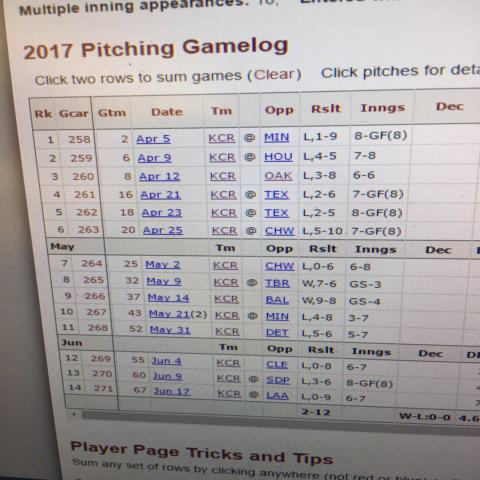 Multiple inning appearances: 10,
2017 Pitching Gamelog
Click two rows to sum games (Clear) Click pitches for deta
Rk Gcar Gtm Date Tm Opp Rslt Inngs Dec
1 258 2 Apr 5 KCR @ MIN L,1-9 8-GF(8)
2 259 6 Apr 9 KCR @ HOU L,4-5 7-8
3 260 8 Apr 12 KCR OAK L,3-8 6-6
4 261 16 Apr 21 KCR @ TEX L,2-6 7-GF(8)
5 262 18 Apr 23 KCR @ TEX L,2-5 8-GF(8)
6 263 20 Apr 25 KCR @ CHW L,5-10 7-GF(8)
May Tm Opp Rslt Inngs Dec
7 264 25 May 2 KCR CHW L,0-6 6-8
8 265 32 May 9 KCR @ TBR W,7-6 GS-3
9 266 37 May 14 KCR BAL W,9-8 GS-4
10 267 43 May 21(2) KCR @ MIN L,4-8 3-7
11 268 52 May 31 KCR DET L,5-6 5-7
Jun Tm Opp Rslt Inngs Dec
12 269 55 Jun 4 KCR CLE L,0-8 6-7
13 270 60 Jun 9 KCR @ SDP L,3-6 8-GF(8)
14 271 67 Jun 17 KCR @ LAA L,0-9 6-7
2-12 W-L:0-0 4.6
Player Page Tricks and Tips
Sum any set of rows by clicking anywhere (not red or blue)